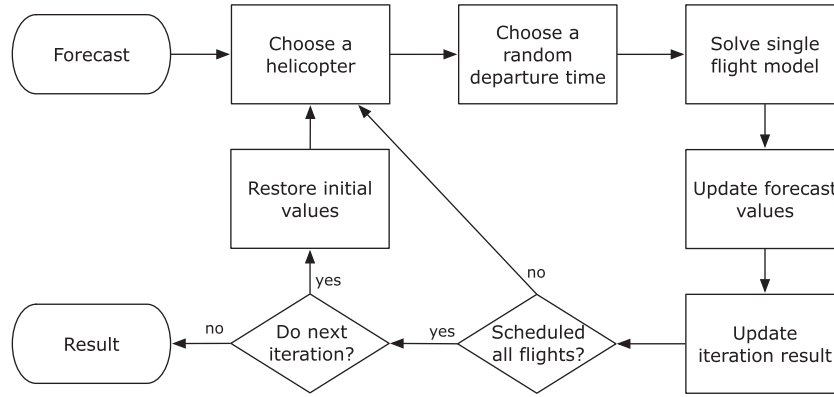 Forecast
Choose a
helicopter
Choose a
random
departure time
Solve single
flight model
Restore initial
values
Update forecast
values
no
yes
Result
no
Do next
iteration?
yes
Scheduled
all flights?
Update
iteration result